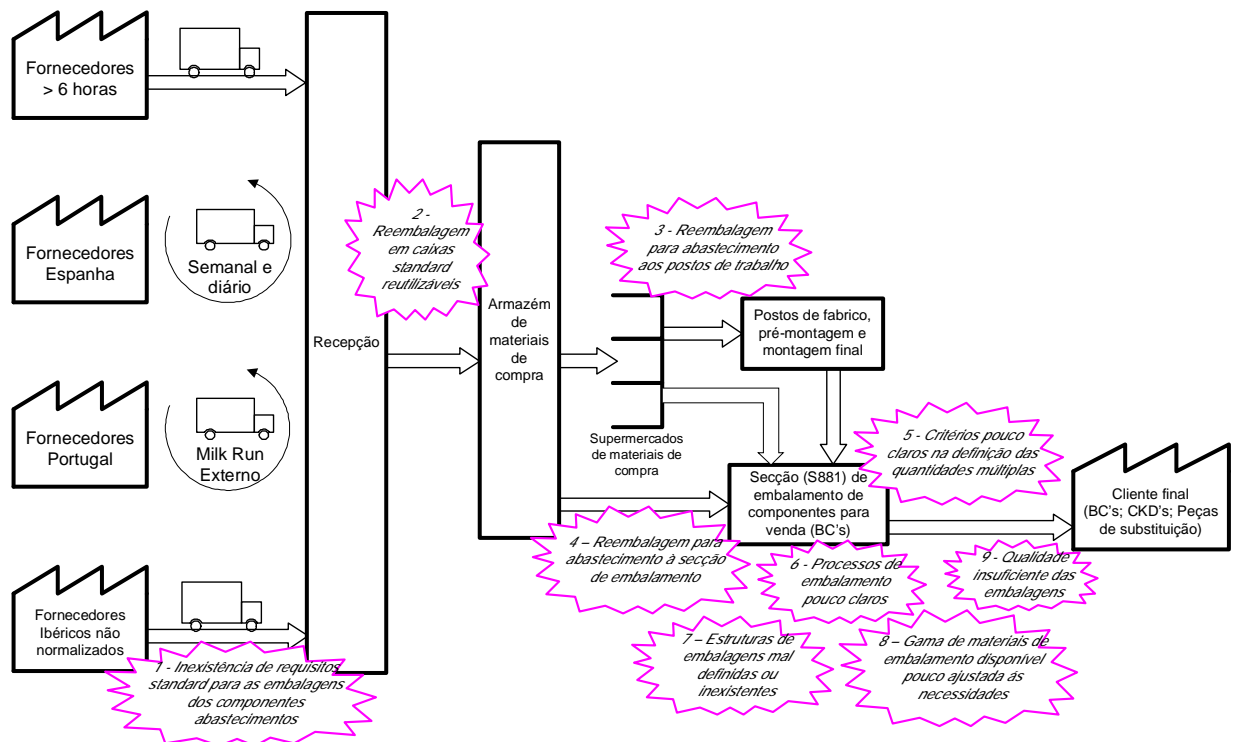 Fornecedores
> 6 horas
Fornecedores
Espanha
Semanal e
diário
Fornecedores
Portugal
Milk Run
Externo
Fornecedores
Ibéricos não
normalizados
1 - Inexistência de requisitos
standard para as embalagens
dos componentes
abastecimentos
Recepção
2 -
Reembalagem
em caixas
standard
reutilizáveis
Armazém
de
materiais
de
compra
3 - Reembalagem
para abastecimento
aos postos de trabalho
Supermercados
de materiais de
compra
Postos de fabrico,
pré-montagem e
montagem final
4 – Reembalagem para
abastecimento à secção
de embalamento
Secção (S881) de
embalamento de
componentes para
venda (BC's)
5 - Critérios pouco
claros na definição das
quantidades múltiplas
6 - Processos de
embalamento
pouco claros
7 – Estruturas de
embalagens mal
definidas ou
inexistentes
8 – Gama de materiais de
embalamento disponível
pouco ajustada ás
necessidades
9 - Qualidade
insuficiente das
embalagens
Cliente final
(BC's; CKD's; Peças
de substituição)